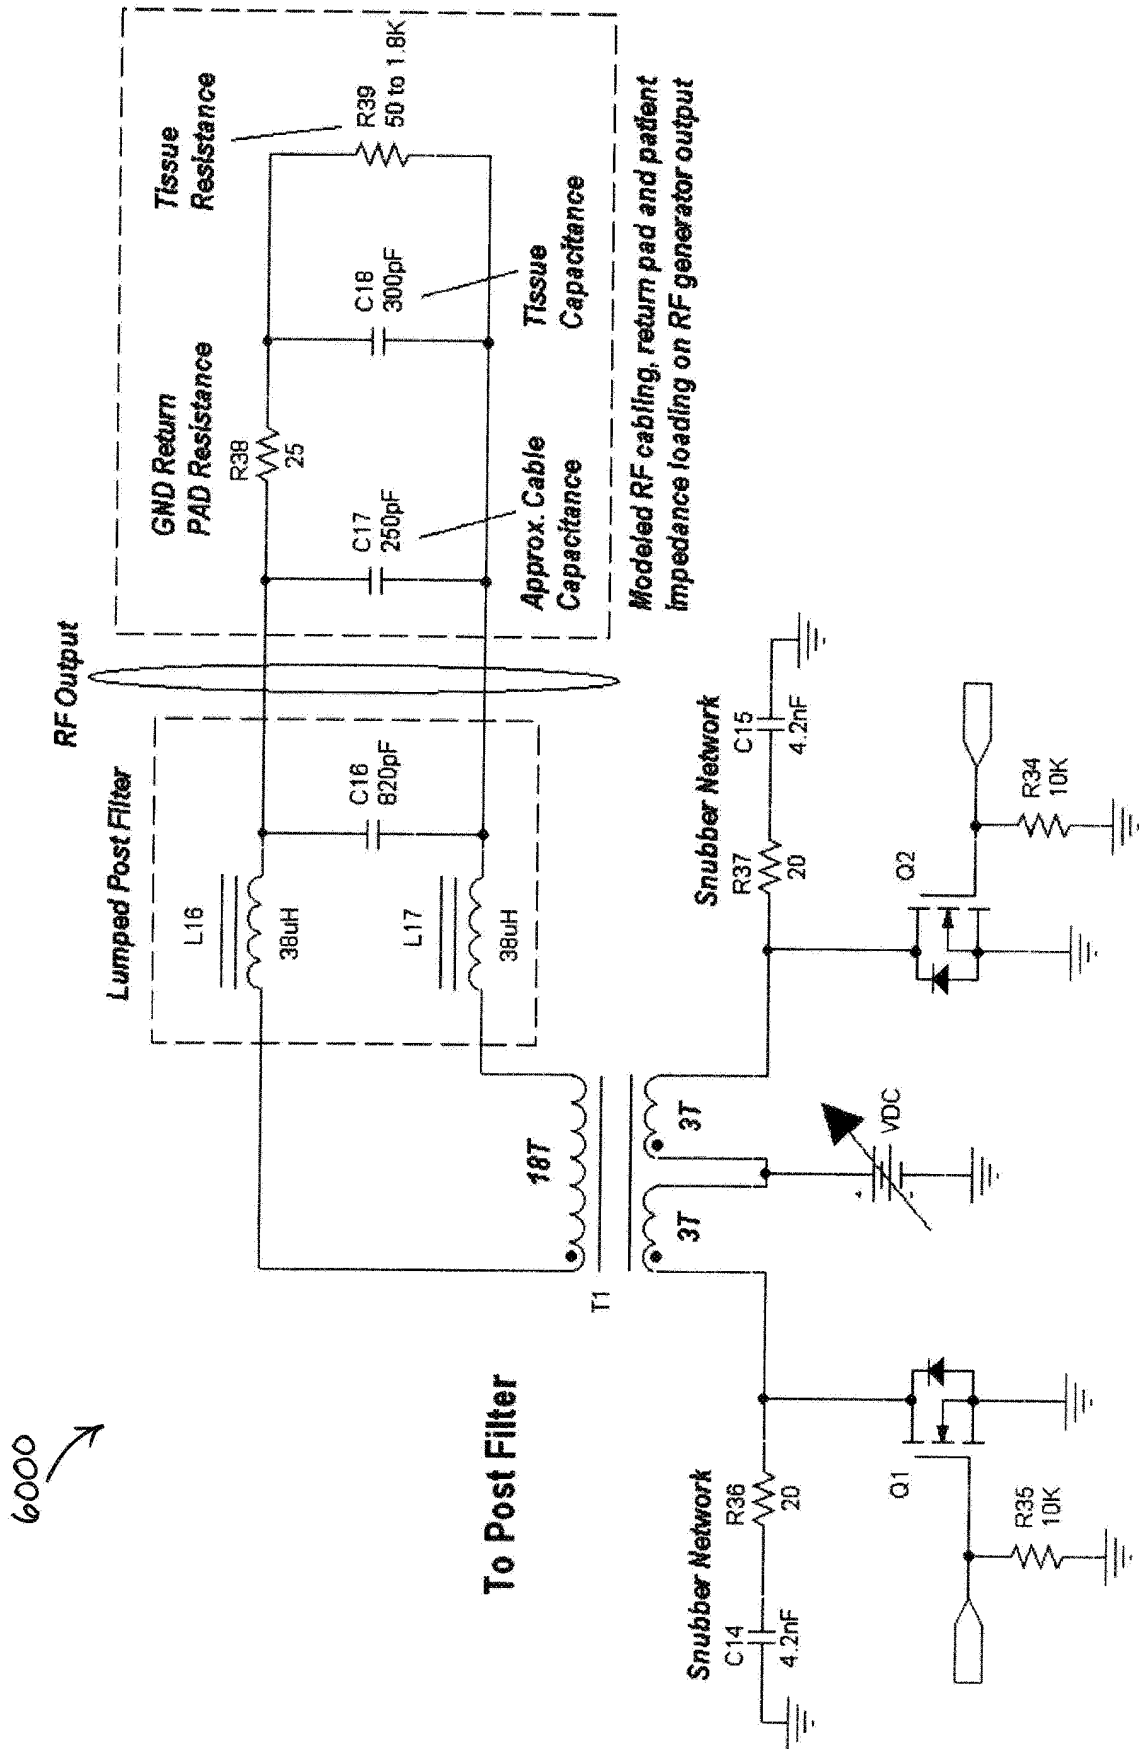 6000
To Post Filter
Lumped Post Filter
RF Output
L16
38uH
L17
38uH
C16
820pF
GND Return
PAD Resistance
R38
25
C17
250pF
Approx. Cable
Capacitance
Tissue
Resistance
R39
50 to 1.8K
C18
300pF
Tissue
Capacitance
Modeled RF cabling, return pad and patient
Impedance loading on RF generator output
T1
18T
3T
3T
VDC
Snubber Network
C14
4.2nF
R36
20
Q1
R35
10K
Snubber Network
R37
20
C15
4.2nF
Q2
R34
10K